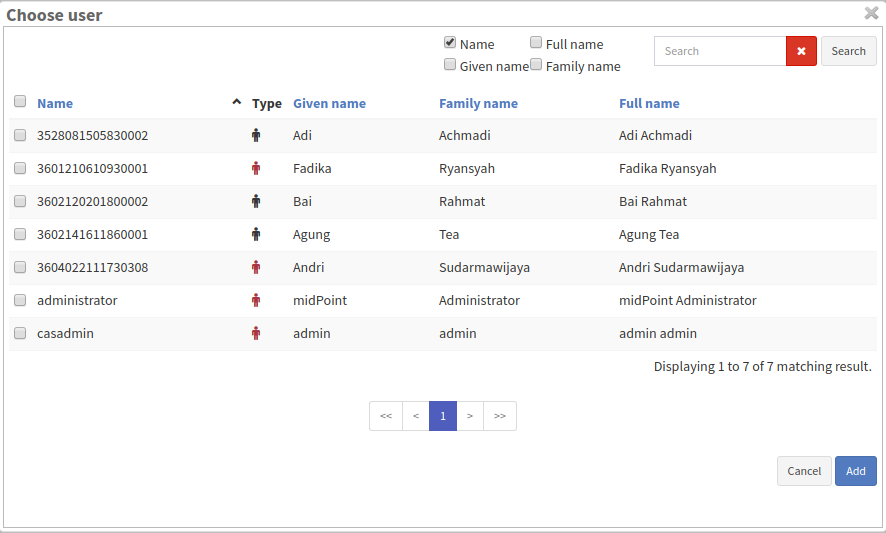 Choose user
Name Full name
Given name Family name
Search
Search
Name Type Given name Family name Full name
3528081505830002 Adi Achmadi Adi Achmadi
3601210610930001 Fadika Ryansyah Fadika Ryansyah
3602120201800002 Bai Rahmat Bai Rahmat
3602141611860001 Agung Tea Agung Tea
3604022111730308 Andri Sudarmawijaya Andri Sudarmawijaya
administrator midPoint Administrator midPoint Administrator
casadmin admin admin admin admin
Displaying 1 to 7 of 7 matching result.
<< < 1 > >>
Cancel Add